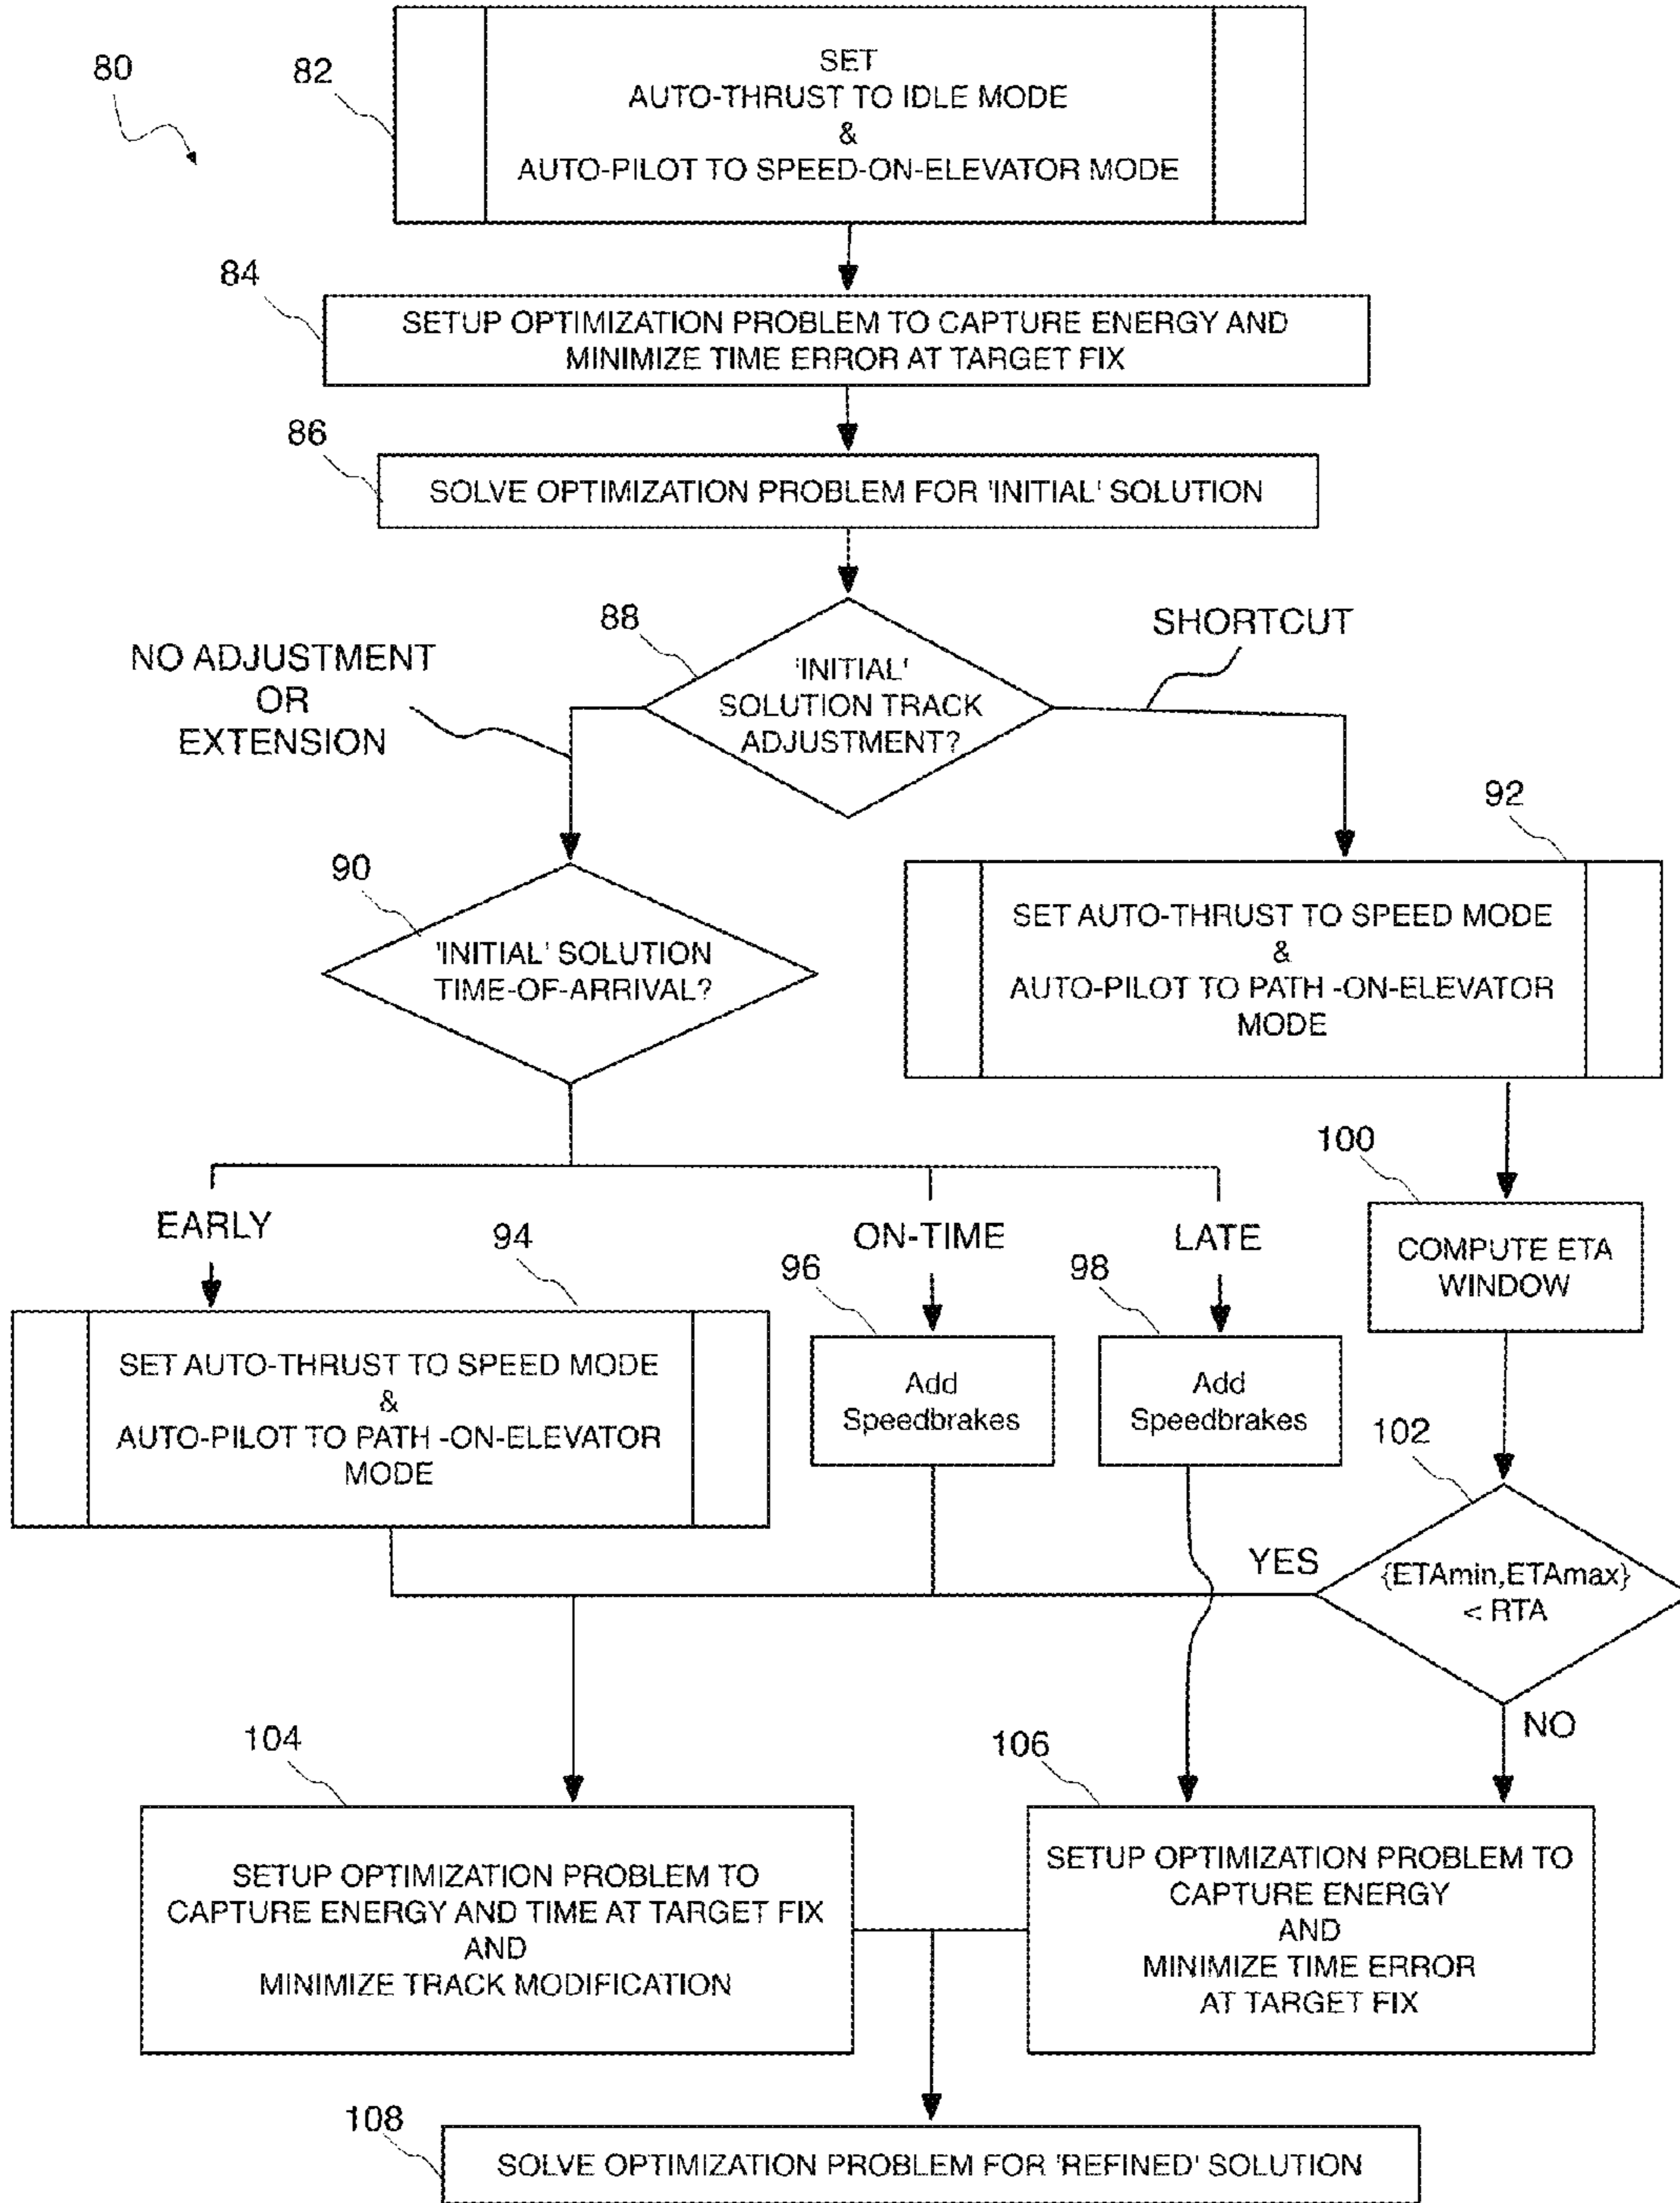 80
82
SET
AUTO-THRUST TO IDLE MODE
&
AUTO-PILOT TO SPEED-ON-ELEVATOR MODE
84
SETUP OPTIMIZATION PROBLEM TO CAPTURE ENERGY AND
MINIMIZE TIME ERROR AT TARGET FIX
86
SOLVE OPTIMIZATION PROBLEM FOR 'INITIAL' SOLUTION
88
'INITIAL'
SOLUTION TRACK
ADJUSTMENT?
NO ADJUSTMENT
OR
EXTENSION
SHORTCUT
90
'INITIAL' SOLUTION
TIME-OF-ARRIVAL?
92
SET AUTO-THRUST TO SPEED MODE
&
AUTO-PILOT TO PATH -ON-ELEVATOR
MODE
EARLY
94
SET AUTO-THRUST TO SPEED MODE
&
AUTO-PILOT TO PATH -ON-ELEVATOR
MODE
ON-TIME
96
Add
Speedbrakes
LATE
98
Add
Speedbrakes
100
COMPUTE ETA
WINDOW
102
{ETAmin,ETAmax}
< RTA
YES
NO
104
SETUP OPTIMIZATION PROBLEM TO
CAPTURE ENERGY AND TIME AT TARGET FIX
AND
MINIMIZE TRACK MODIFICATION
106
SETUP OPTIMIZATION PROBLEM TO
CAPTURE ENERGY
AND
MINIMIZE TIME ERROR
AT TARGET FIX
108
SOLVE OPTIMIZATION PROBLEM FOR 'REFINED' SOLUTION